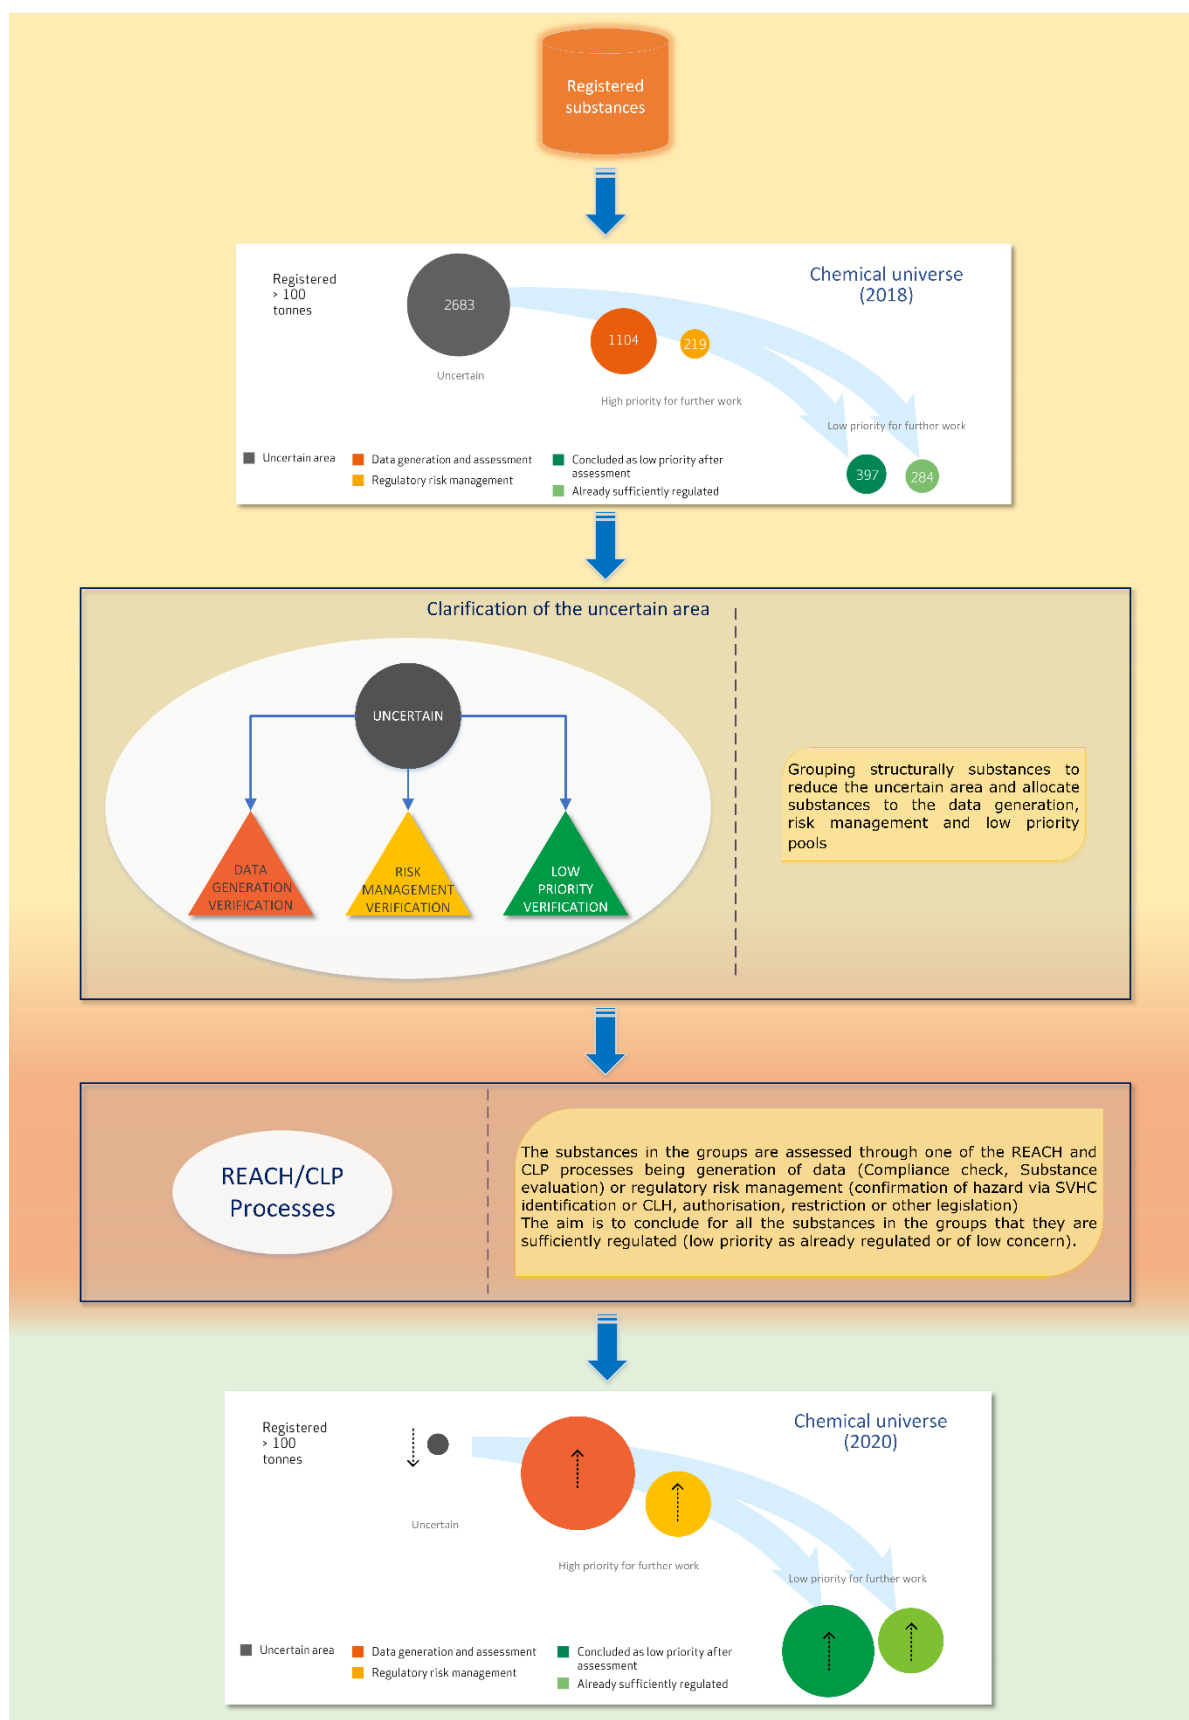 Registered
substances
Registered
> 100
tonnes
2683
Uncertain
1104
219
High priority for further work
Chemical universe
(2018)
Low priority for further work
397
284
Uncertain area
Data generation and assessment
Regulatory risk management
Concluded as low priority after
assessment
Already sufficiently regulated
Clarification of the uncertain area
UNCERTAIN
DATA
GENERATION
VERIFICATION
RISK
MANAGEMENT
VERIFICATION
LOW
PRIORITY
VERIFICATION
Grouping structurally substances to
reduce the uncertain area and allocate
substances to the data generation,
risk management and low priority
pools
REACH/CLP
Processes
The substances in the groups are assessed through one of the REACH and
CLP processes being generation of data (Compliance check, Substance
evaluation) or regulatory risk management (confirmation of hazard via SVHC
identification or CLH, authorisation, restriction or other legislation)
The aim is to conclude for all the substances in the groups that they are
sufficiently regulated (low priority as already regulated or of low concern).
Registered
> 100
tonnes
Uncertain
High priority for further work
Chemical universe
(2020)
Low priority for further work
Uncertain area
Data generation and assessment
Regulatory risk management
Concluded as low priority after
assessment
Already sufficiently regulated